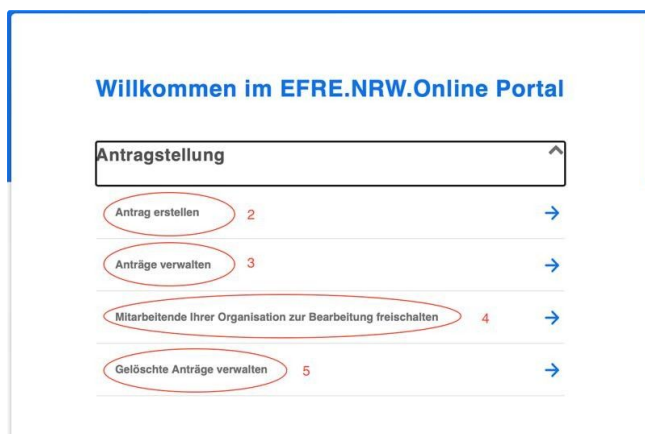 Willkommen im EFRE.NRW.Online Portal
Antragstellung
Antrag erstellen 2
Anträge verwalten 3
Mitarbeitende Ihrer Organisation zur Bearbeitung freischalten 4
Gelöschte Anträge verwalten 5